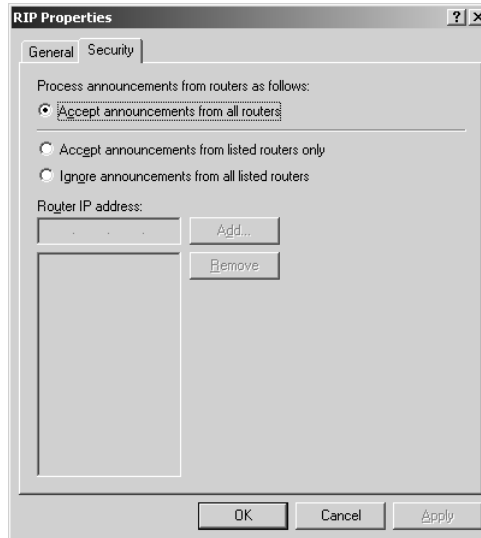 RIP Properties
General Security
Process announcements from routers as follows:
Accept announcements from all routers
Accept announcements from listed routers only
Ignore announcements from all listed routers
Router IP address:
. . . Add...
Remove
OK Cancel Apply